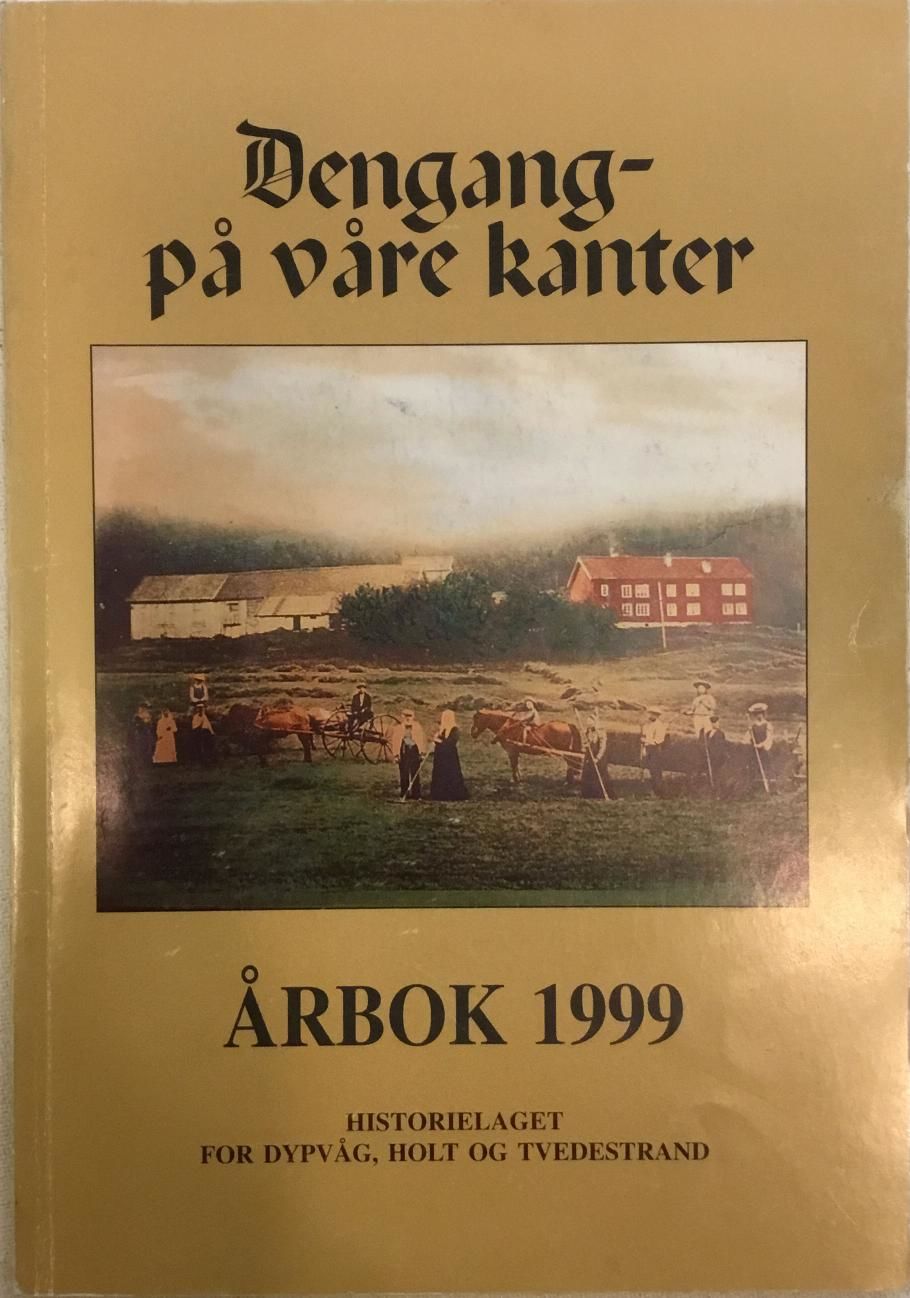 Dengang-
på våre kanter
ÅRBOK 1999
HISTORIELAGET
FOR DYPVÅG, HOLT OG TVEDESTRAND